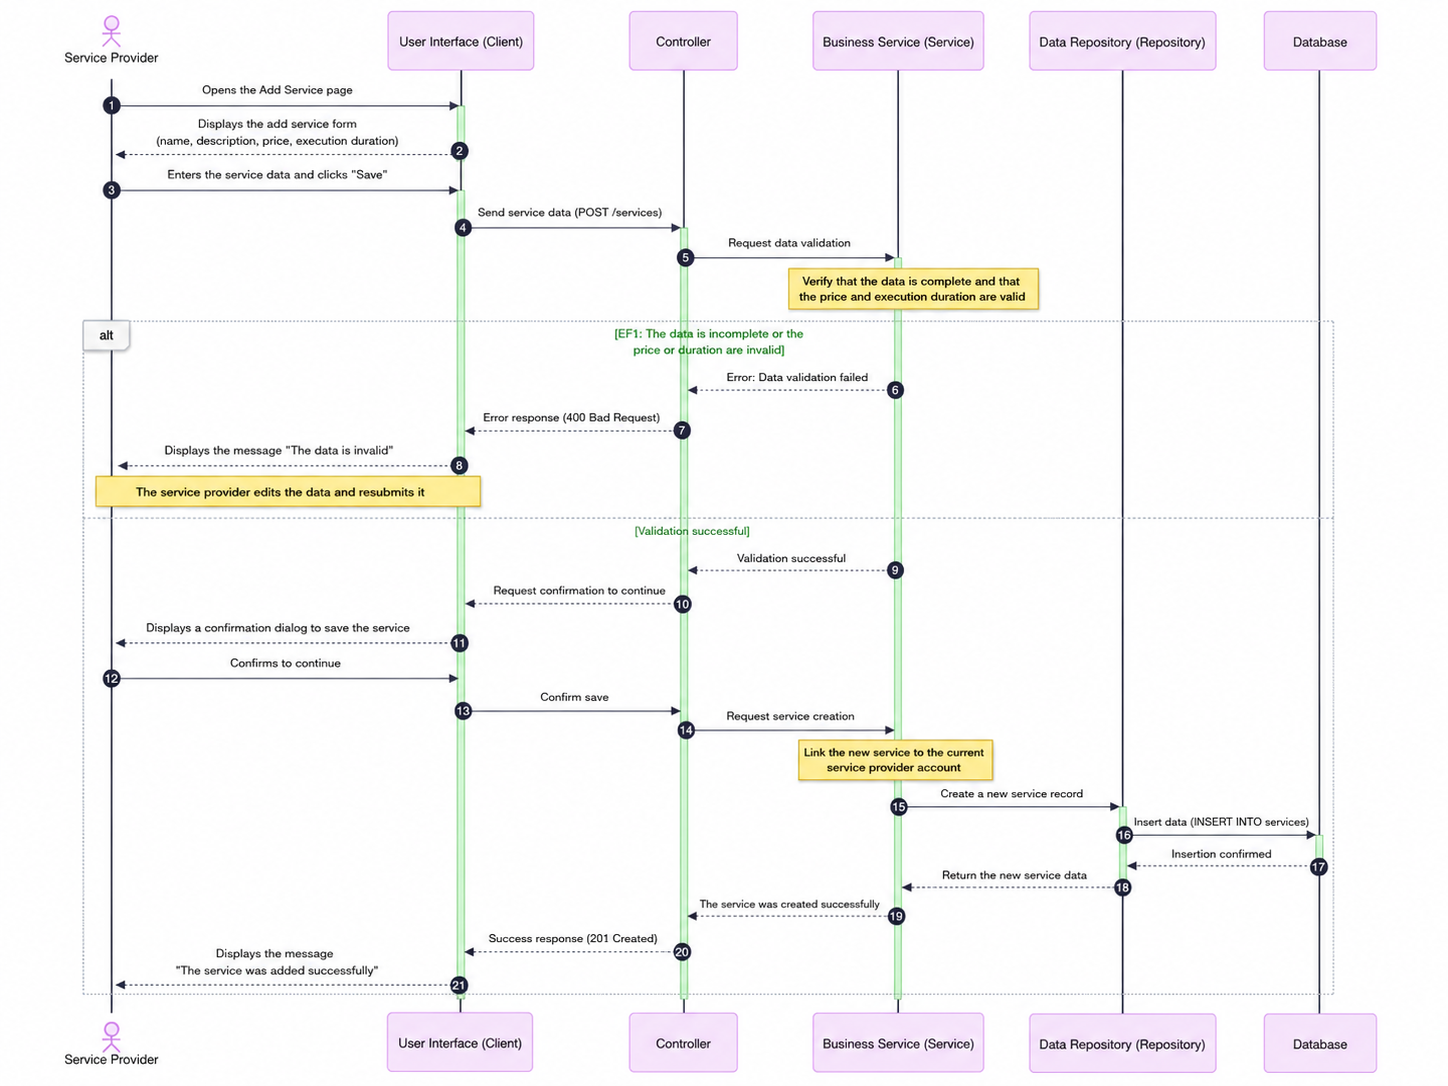 Service Provider
User Interface (Client)
Controller
Business Service (Service)
Data Repository (Repository)
Database
Opens the Add Service page
1
Displays the add service form
(name, description, price, execution duration)
2
Enters the service data and clicks "Save"
3
Send service data (POST /services)
4
Request data validation
5
Verify that the data is complete and that
the price and execution duration are valid
alt
[EF1: The data is incomplete or the
price or duration are invalid]
Error: Data validation failed
6
Error response (400 Bad Request)
7
Displays the message "The data is invalid"
8
The service provider edits the data and resubmits it
[Validation successful]
Validation successful
9
Request confirmation to continue
10
Displays a confirmation dialog to save the service
11
Confirms to continue
12
Confirm save
13
Request service creation
14
Link the new service to the current
service provider account
Create a new service record
15
Insert data (INSERT INTO services)
16
Insertion confirmed
17
Return the new service data
18
The service was created successfully
19
Success response (201 Created)
20
Displays the message
"The service was added successfully"
21
Service Provider
User Interface (Client)
Controller
Business Service (Service)
Data Repository (Repository)
Database